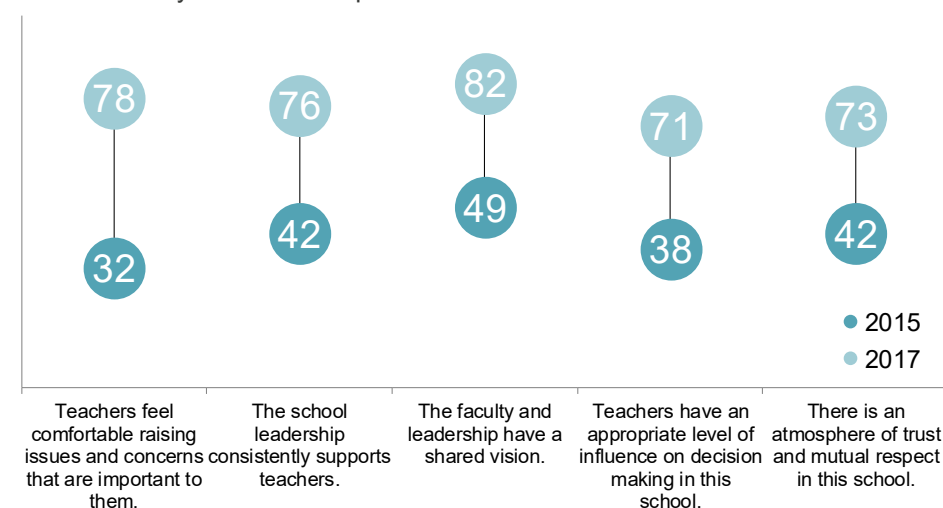 78
76
82
71
73
32
42
49
38
42
2015
2017
Teachers feel
comfortable raising
issues and concerns
that are important to
them.
The school
leadership
consistently supports
teachers.
The faculty and
leadership have a
shared vision.
Teachers have an
appropriate level of
influence on decision
making in this
school.
There is an
atmosphere of trust
and mutual respect
in this school.